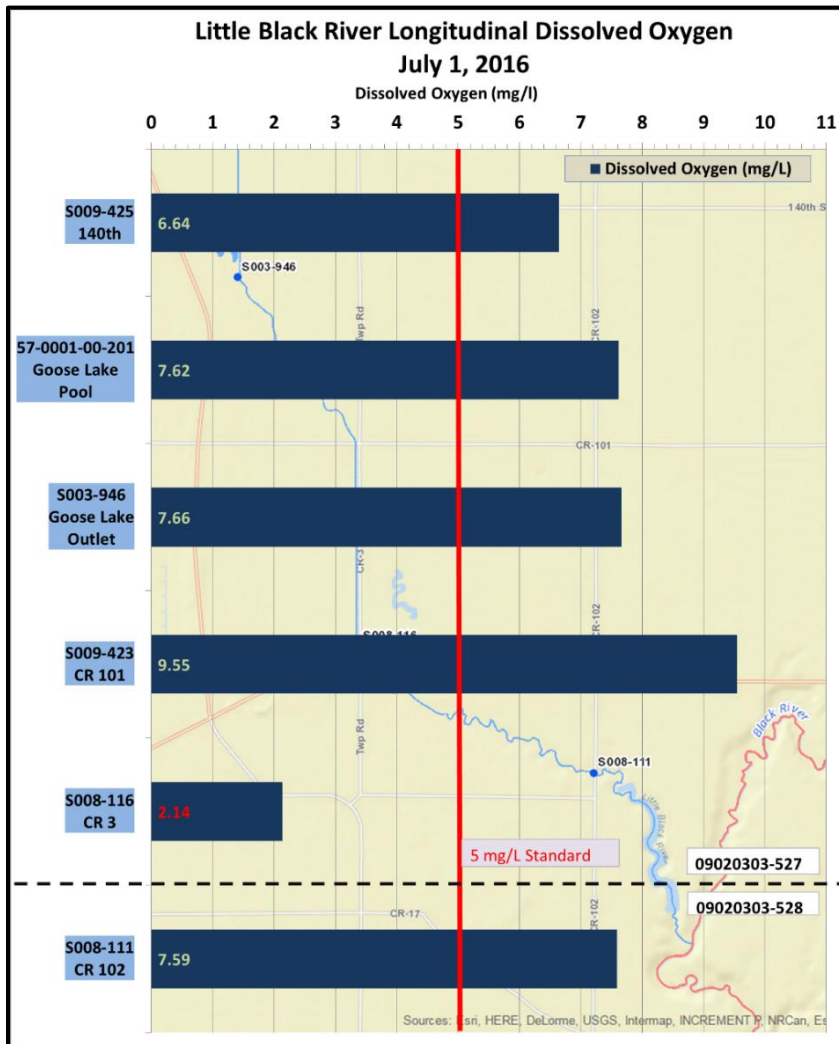 Little Black River Longitudinal Dissolved Oxygen
July 1, 2016
Dissolved Oxygen (mg/l)
0 1 2 3 4 5 6 7 8 9 10 11
Dissolved Oxygen (mg/L)
S009-425
140th
6.64
140th S
S003-946
Twp Rd
CR-102
57-0001-00-201
Goose Lake
Pool
7.62
CR-101
S003-946
Goose Lake
Outlet
7.66
CR-3
CR-102
S008-116
S009-423
CR 101
9.55
Black River
Twp Rd
S008-111
S008-116
CR 3
2.14
Little Black River
5 mg/L Standard
09020303-527
09020303-528
CR-17
CR-102
S008-111
CR 102
7.59
Sources: Esri, HERE, DeLorme, USGS, Intermap, INCREMENT P, NRCan, Es